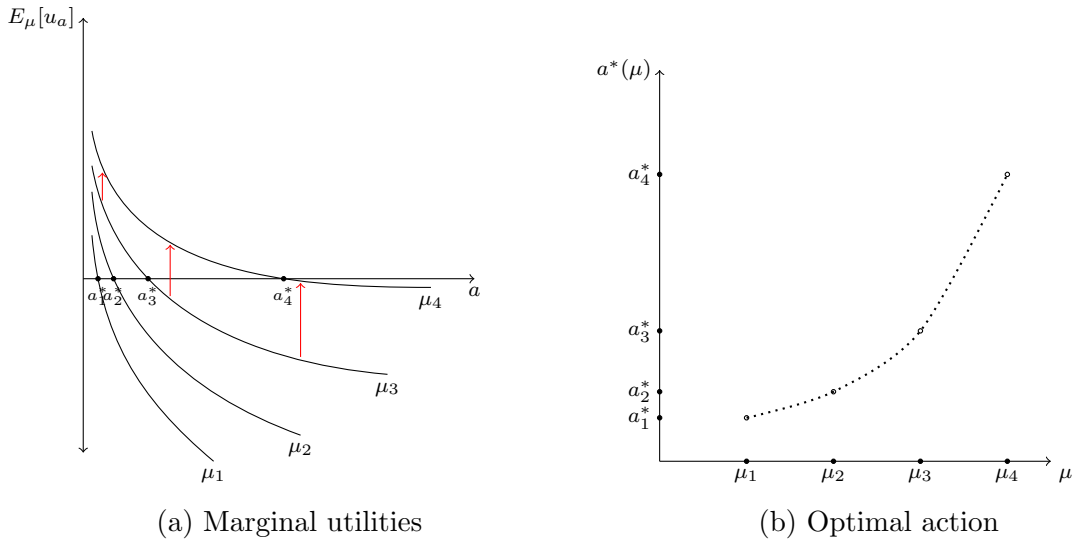 E_μ[u_a]
a
a_1^* a_2^* a_3^* a_4^*
μ_4
μ_3
μ_2
μ_1
(a) Marginal utilities
a^*(μ)
a_4^*
a_3^*
a_2^*
a_1^*
μ_1 μ_2 μ_3 μ_4 μ
(b) Optimal action